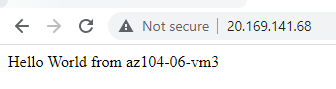 Not secure | 20.169.141.68
Hello World from az104-06-vm3